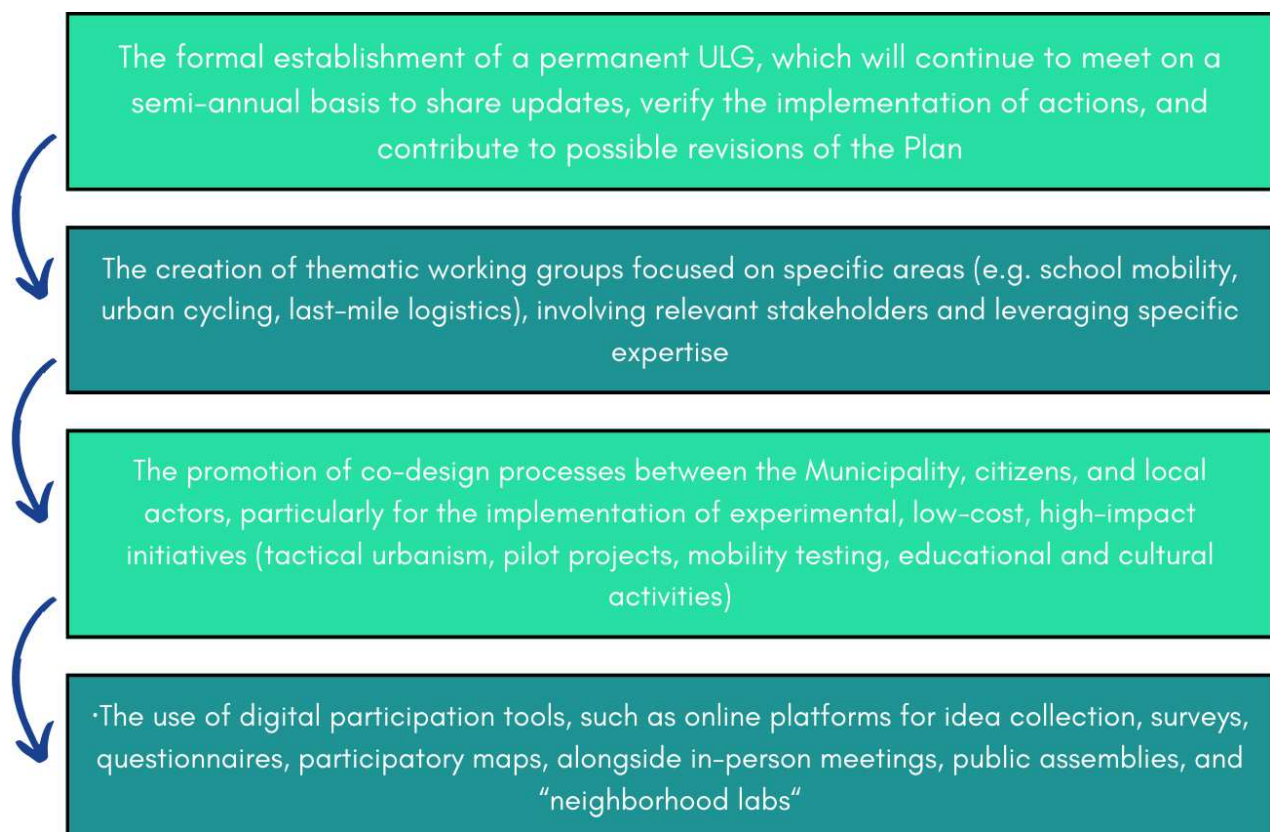 The formal establishment of a permanent ULG, which will continue to meet on a
semi-annual basis to share updates, verify the implementation of actions, and
contribute to possible revisions of the Plan
The creation of thematic working groups focused on specific areas (e.g. school mobility,
urban cycling, last-mile logistics), involving relevant stakeholders and leveraging specific
expertise
The promotion of co-design processes between the Municipality, citizens, and local
actors, particularly for the implementation of experimental, low-cost, high-impact
initiatives (tactical urbanism, pilot projects, mobility testing, educational and cultural
activities)
·The use of digital participation tools, such as online platforms for idea collection, surveys,
questionnaires, participatory maps, alongside in-person meetings, public assemblies, and
“neighborhood labs“